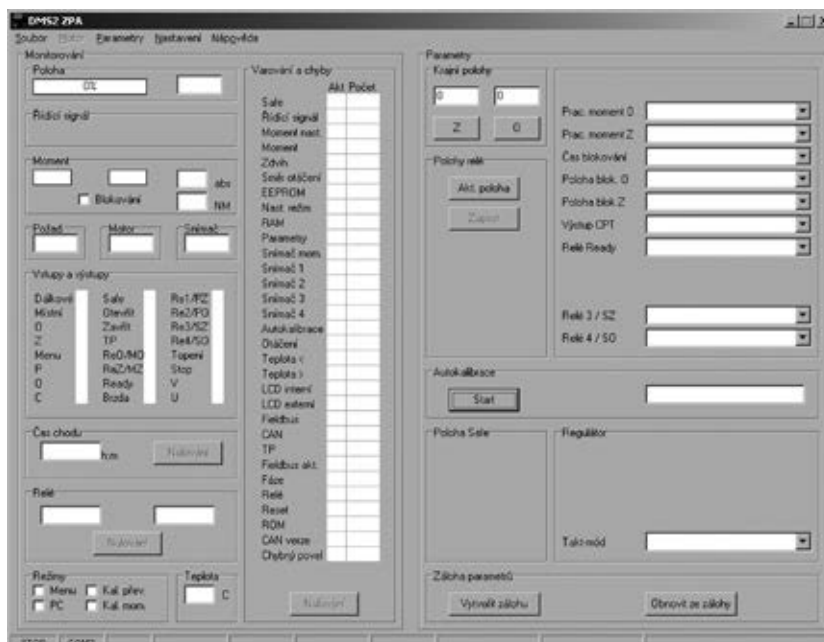 DMS2 ZPA
Soubor Motor Parametry Nastavení Nápověda
Monitorování
Poloha
0%
Řídicí signál
Moment
abs
Blokování
NM
Požad.
Motor
Snímač
Vstupy a výstupy
Dálkově
Místní
O
Z
Menu
P
O
C
Safe
Otevřít
Zavřít
TP
ReO/MO
ReZ/MZ
Ready
Brzda
Re1/PZ
Re2/PO
Re3/SZ
Re4/SO
Topení
Stop
V
U
Čas chodu
h:m
Nulování
Relé
Nulování
Režimy
Menu
Kal. přev.
PC
Kal. mom.
Teplota
C
Varování a chyby
Akt. Počet.
Safe
Řídicí signál
Moment nast.
Moment
Zdvih
Směr otáčení
EEPROM
Nast. režim
RAM
Parametry
Snímač mom.
Snímač 1
Snímač 2
Snímač 3
Snímač 4
Autokalibrace
Otáčení
Teplota <
Teplota >
LCD interní
LCD externí
Fieldbus
CAN
TP
Fieldbus akt.
Fáze
Relé
Reset
ROM
CAN verze
Chybný povel
Nulování
Parametry
Krajní polohy
0
0
Z
O
Polohy relé
Akt. poloha
Zapsat
Prac. moment O
Prac. moment Z
Čas blokování
Poloha blok. O
Poloha blok. Z
Výstup CPT
Relé Ready
Relé 3 / SZ
Relé 4 / SO
Autokalibrace
Start
Poloha Safe
Regulátor
Takt-mód
Záloha parametrů
Vytvořit zálohu
Obnovit ze zálohy